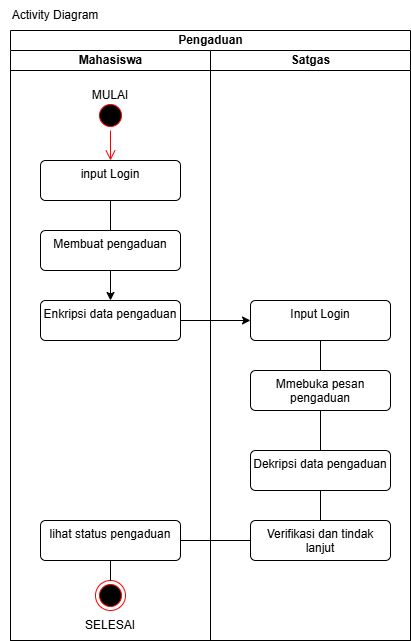 Activity Diagram
Pengaduan
Mahasiswa
Satgas
MULAI
input Login
Membuat pengaduan
Enkripsi data pengaduan
Input Login
Mmebuka pesan
pengaduan
Dekripsi data pengaduan
Verifikasi dan tindak
lanjut
lihat status pengaduan
SELESAI